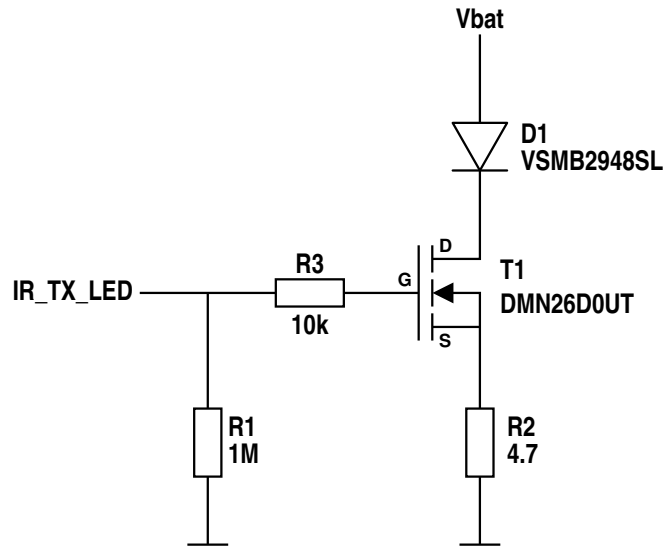 Vbat
D1
VSMB2948SL
D
R3
G
T1
IR_TX_LED
DMN26D0UT
10k
S
R1
1M
R2
4.7